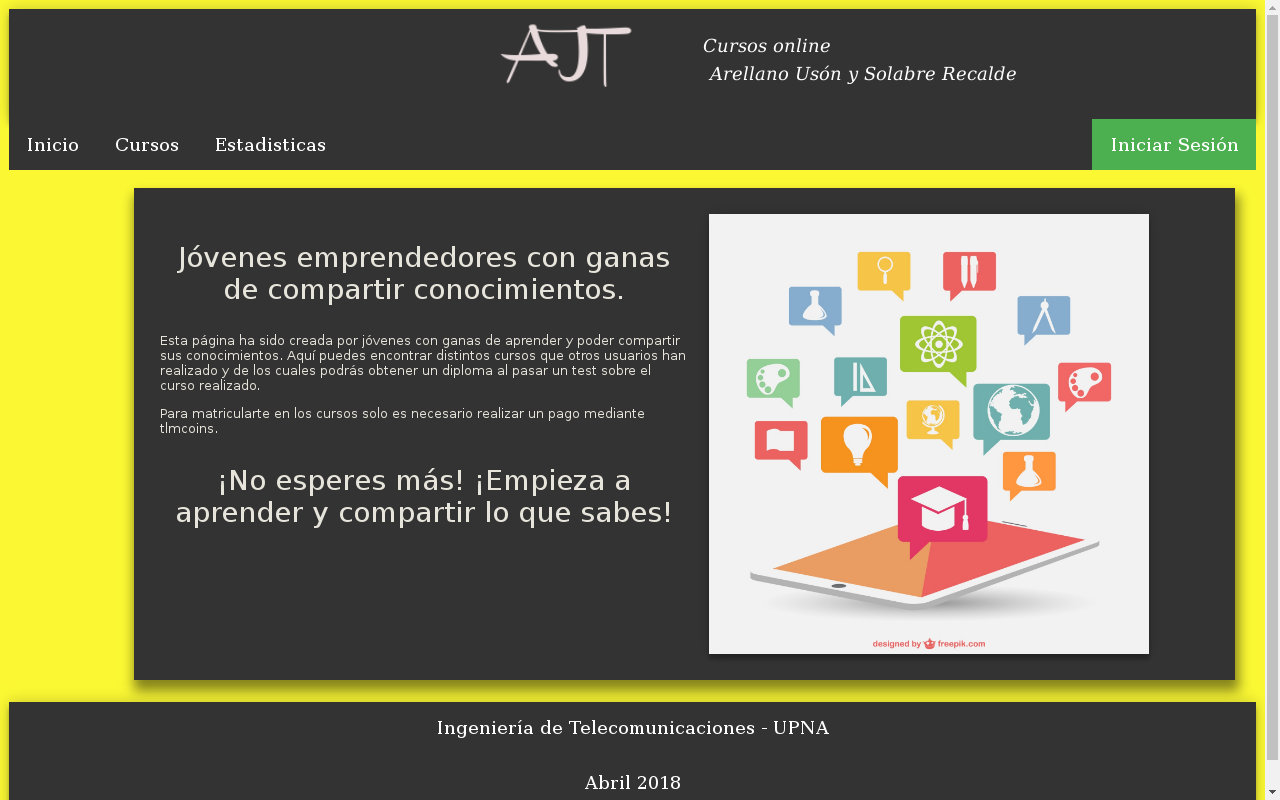 AJT
Cursos online
Arellano Usón y Solabre Recalde
Inicio Cursos Estadisticas Iniciar Sesión
Jóvenes emprendedores con ganas
de compartir conocimientos.
Esta página ha sido creada por jóvenes con ganas de aprender y poder compartir
sus conocimientos. Aquí puedes encontrar distintos cursos que otros usuarios han
realizado y de los cuales podrás obtener un diploma al pasar un test sobre el
curso realizado.
Para matricularte en los cursos solo es necesario realizar un pago mediante
tlmcoins.
¡No esperes más! ¡Empieza a
aprender y compartir lo que sabes!
designed by freepik.com
Ingeniería de Telecomunicaciones - UPNA
Abril 2018